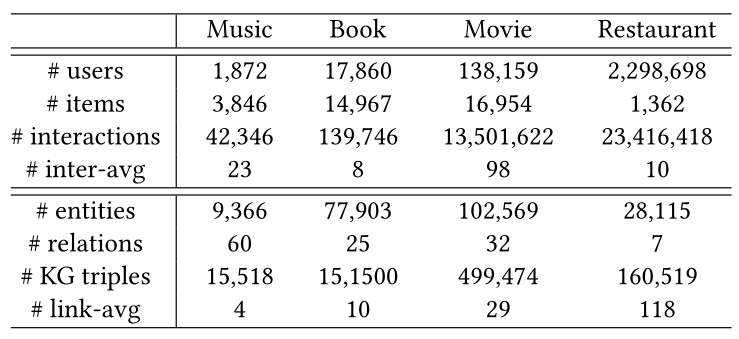 Music Book Movie Restaurant
# users 1,872 17,860 138,159 2,298,698
# items 3,846 14,967 16,954 1,362
# interactions 42,346 139,746 13,501,622 23,416,418
# inter-avg 23 8 98 10
# entities 9,366 77,903 102,569 28,115
# relations 60 25 32 7
# KG triples 15,518 15,1500 499,474 160,519
# link-avg 4 10 29 118